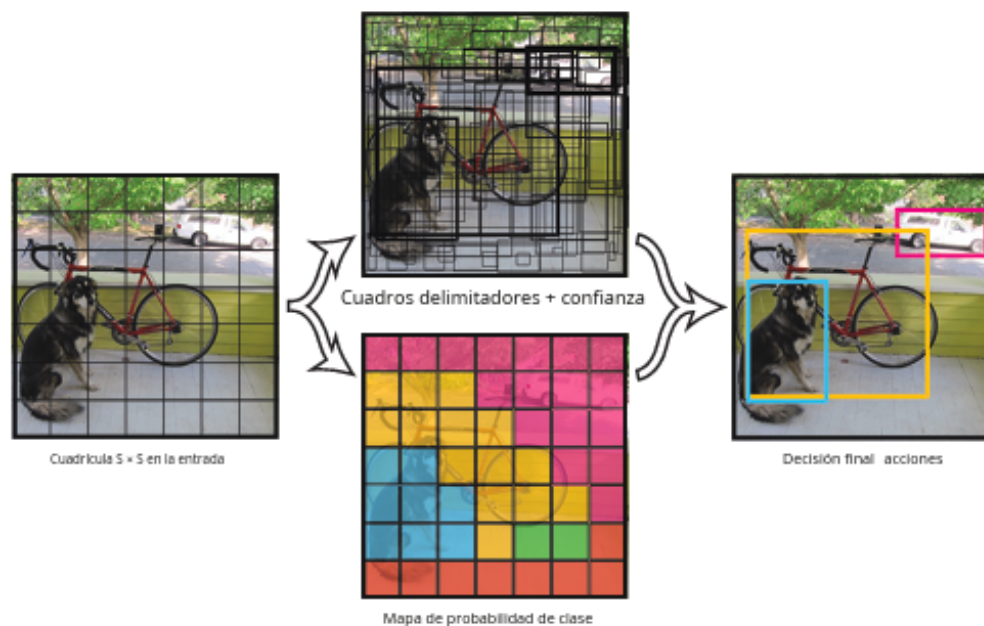 Cuadros delimitadores + confianza
Cuadrícula S × S en la entrada
Decisión final acciones
Mapa de probabilidad de clase